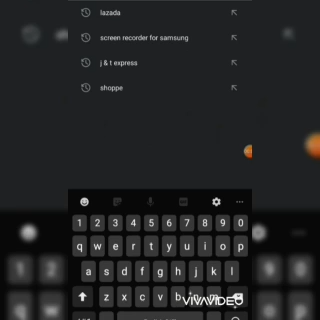 lazada
screen recorder for samsung
j & t express
shoppe
1 2 3 4 5 6 7 8 9 0
q w e r t y u i o p
a s d f g h j k l
z x c v b n m
VIVAVIDEO